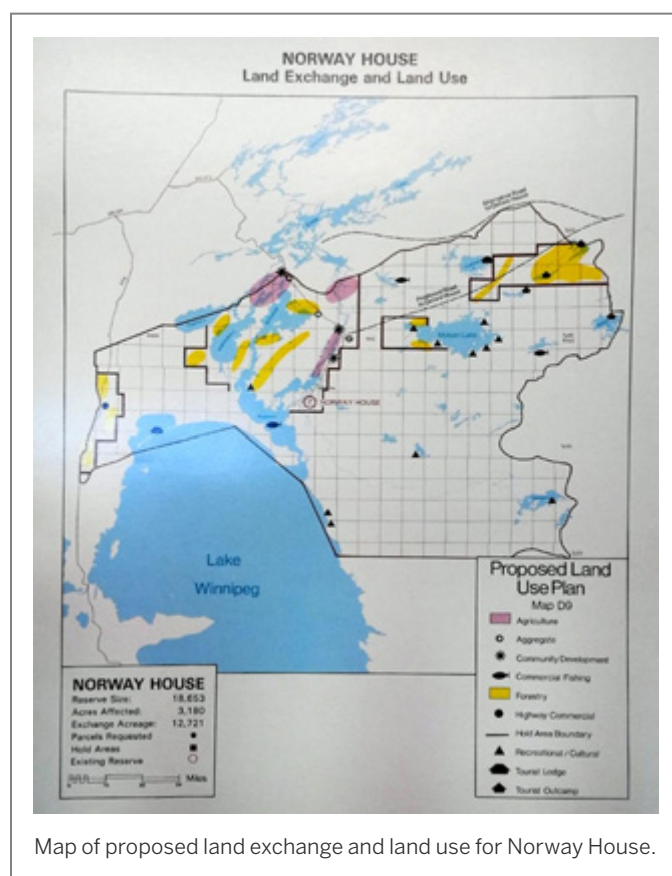 NORWAY HOUSE
Land Exchange and Land Use
Molson Lake
NORWAY HOUSE
Lake
Winnipeg
Proposed Land
Use Plan
Map D9
Agriculture
Aggregate
Community Development
Commercial Fishing
Forestry
Highway Commercial
Hold Area Boundary
Recreational / Cultural
Tourist Lodge
Tourist Outcamp
NORWAY HOUSE
Reserve Size: 18,653
Acres Affected: 3,180
Exchange Acreage: 12,721
Parcels Requested
Hold Areas
Existing Reserve
Miles
Map of proposed land exchange and land use for Norway House.